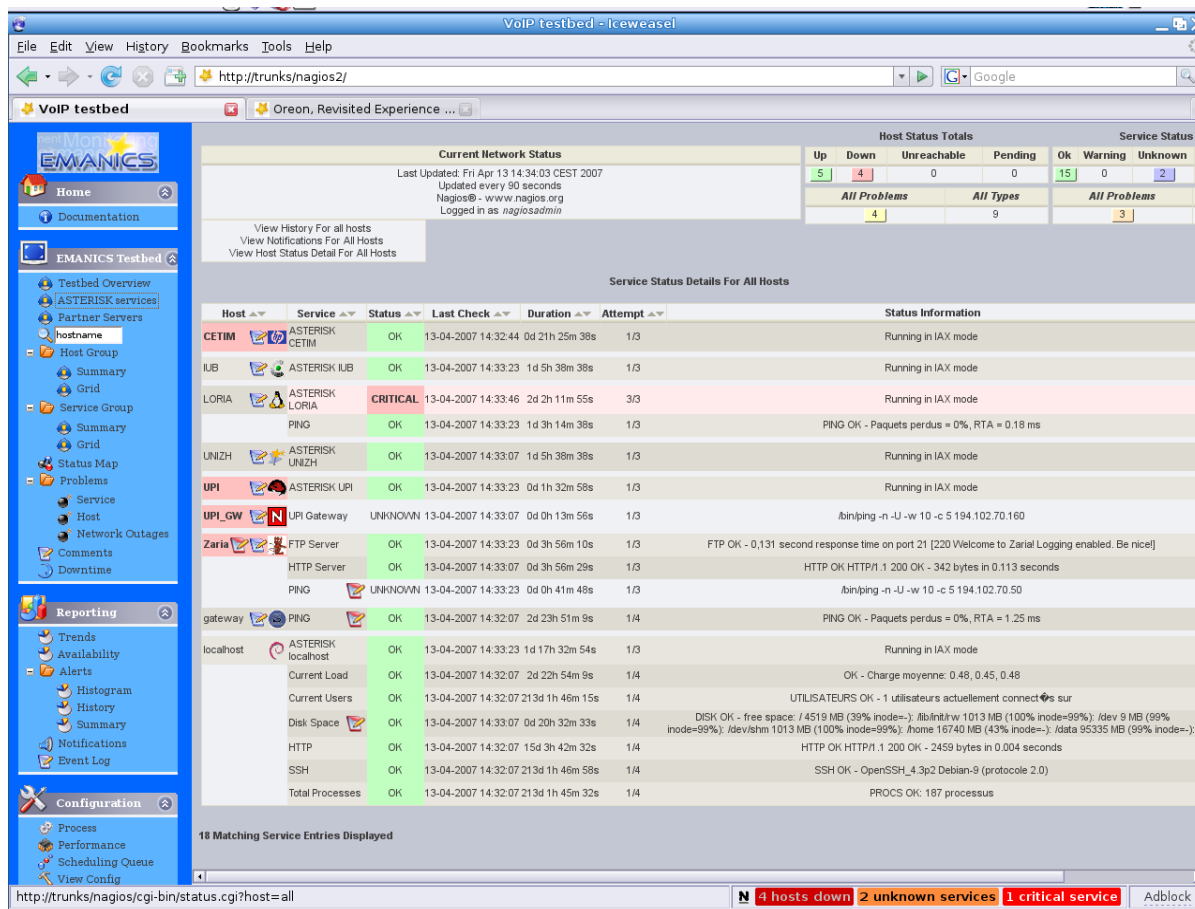 VoIP testbed - Iceweasel
File Edit View History Bookmarks Tools Help
http://trunks/nagios2/
G Google
VoIP testbed
Oreon, Revisited Experience ...
EMANICS
Home
Documentation
EMANICS Testbed
Testbed Overview
ASTERISK services
Partner Servers
hostname
Host Group
Summary
Grid
Service Group
Summary
Grid
Status Map
Problems
Service
Host
Network Outages
Comments
Downtime
Reporting
Trends
Availability
Alerts
Histogram
History
Summary
Notifications
Event Log
Configuration
Process
Performance
Scheduling Queue
View Config
Current Network Status
Last Updated: Fri Apr 13 14:34:03 CEST 2007
Updated every 90 seconds
Nagios® - www.nagios.org
Logged in as nagiosadmin
View History For all hosts
View Notifications For All Hosts
View Host Status Detail For All Hosts
Host Status Totals
Up Down Unreachable Pending
5 4 0 0
All Problems All Types
4 9
Service Status
Ok Warning Unknown
15 0 2
All Problems
3
Service Status Details For All Hosts
Host Service Status Last Check Duration Attempt Status Information
CETIM ASTERISK CETIM OK 13-04-2007 14:32:44 0d 21h 25m 38s 1/3 Running in IAX mode
IUB ASTERISK IUB OK 13-04-2007 14:33:23 1d 5h 38m 38s 1/3 Running in IAX mode
LORIA ASTERISK LORIA CRITICAL 13-04-2007 14:33:46 2d 2h 11m 55s 3/3 Running in IAX mode
PING OK 13-04-2007 14:33:23 1d 3h 14m 38s 1/3 PING OK - Paquets perdus = 0%, RTA = 0.18 ms
UNIZH ASTERISK UNIZH OK 13-04-2007 14:33:07 1d 5h 38m 38s 1/3 Running in IAX mode
UPI ASTERISK UPI OK 13-04-2007 14:33:23 0d 1h 32m 58s 1/3 Running in IAX mode
UPI_GW UPI Gateway UNKNOWN 13-04-2007 14:33:07 0d 0h 13m 56s 1/3 /bin/ping -n -U -w 10 -c 5 194.102.70.160
Zaria FTP Server OK 13-04-2007 14:33:23 0d 3h 56m 10s 1/3 FTP OK - 0,131 second response time on port 21 [220 Welcome to Zaria! Logging enabled. Be nice!]
HTTP Server OK 13-04-2007 14:33:07 0d 3h 56m 29s 1/3 HTTP OK HTTP/1.1 200 OK - 342 bytes in 0.113 seconds
PING UNKNOWN 13-04-2007 14:33:23 0d 0h 41m 48s 1/3 /bin/ping -n -U -w 10 -c 5 194.102.70.50
gateway PING OK 13-04-2007 14:32:07 2d 23h 51m 9s 1/4 PING OK - Paquets perdus = 0%, RTA = 1.25 ms
localhost ASTERISK localhost OK 13-04-2007 14:33:23 1d 17h 32m 54s 1/3 Running in IAX mode
Current Load OK 13-04-2007 14:32:07 2d 22h 54m 9s 1/4 OK - Charge moyenne: 0.48, 0.45, 0.48
Current Users OK 13-04-2007 14:32:07 213d 1h 46m 15s 1/4 UTILISATEURS OK - 1 utilisateurs actuellement connect�s sur
Disk Space OK 13-04-2007 14:33:07 0d 20h 32m 33s 1/4 DISK OK - free space: / 4519 MB (39% inode=-): /lib/init/rw 1013 MB (100% inode=99%): /dev 9 MB (99% inode=99%): /dev/shm 1013 MB (100% inode=99%): /home 16740 MB (43% inode=-): /data 95335 MB (99% inode=-):
HTTP OK 13-04-2007 14:32:07 15d 3h 42m 32s 1/4 HTTP OK HTTP/1.1 200 OK - 2459 bytes in 0.004 seconds
SSH OK 13-04-2007 14:32:07 213d 1h 46m 58s 1/4 SSH OK - OpenSSH_4.3p2 Debian-9 (protocole 2.0)
Total Processes OK 13-04-2007 14:32:07 213d 1h 45m 32s 1/4 PROCS OK: 187 processus
18 Matching Service Entries Displayed
http://trunks/nagios/cgi-bin/status.cgi?host=all
N 4 hosts down 2 unknown services 1 critical service Adblock